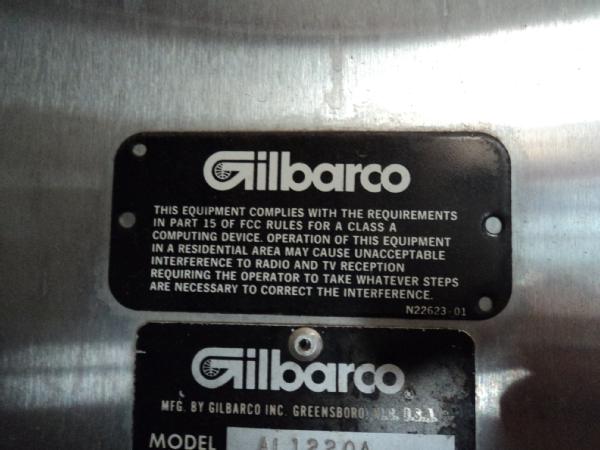 Gilbarco
THIS EQUIPMENT COMPLIES WITH THE REQUIREMENTS
IN PART 15 OF FCC RULES FOR A CLASS A
COMPUTING DEVICE. OPERATION OF THIS EQUIPMENT
IN A RESIDENTIAL AREA MAY CAUSE UNACCEPTABLE
INTERFERENCE TO RADIO AND TV RECEPTION
REQUIRING THE OPERATOR TO TAKE WHATEVER STEPS
ARE NECESSARY TO CORRECT THE INTERFERENCE.
N22623-01
Gilbarco®
MFG. BY GILBARCO INC. GREENSBORO, U.S.A.
MODEL AL1220A